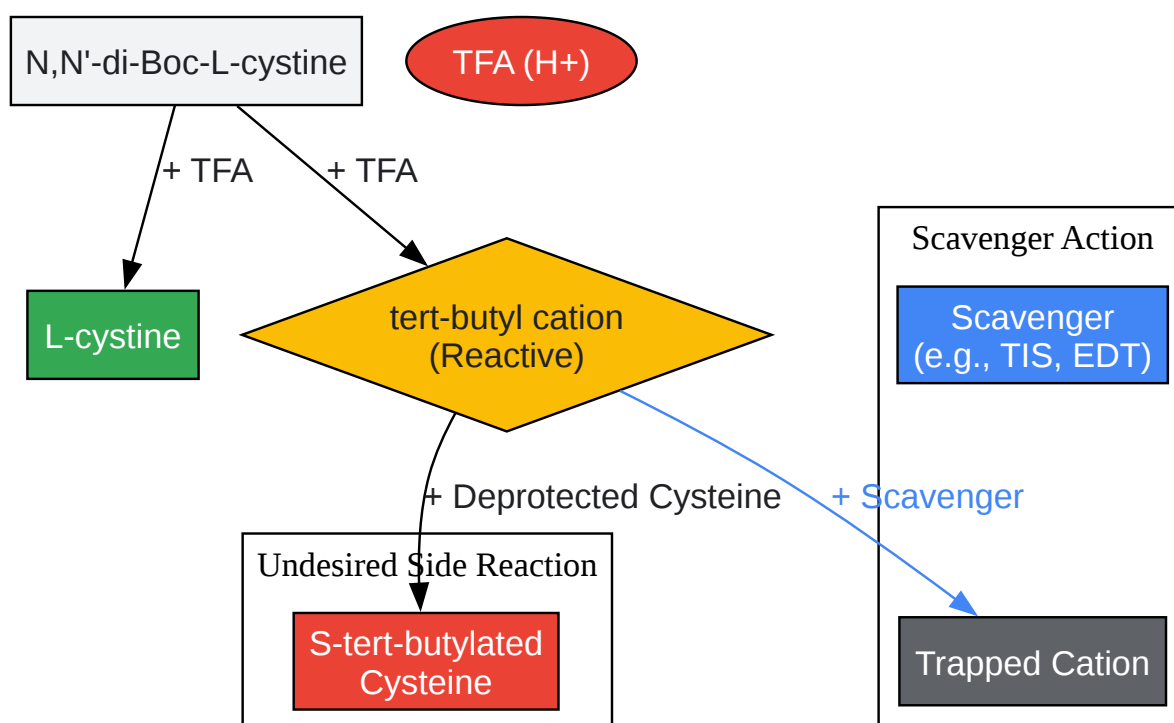 N,N'-di-Boc-L-cystine
TFA (H+)
+ TFA
+ TFA
Scavenger Action
L-cystine
tert-butyl cation
(Reactive)
Scavenger
(e.g., TIS, EDT)
+ Deprotected Cysteine
+ Scavenger
Undesired Side Reaction
S-tert-butylated
Cysteine
Trapped Cation